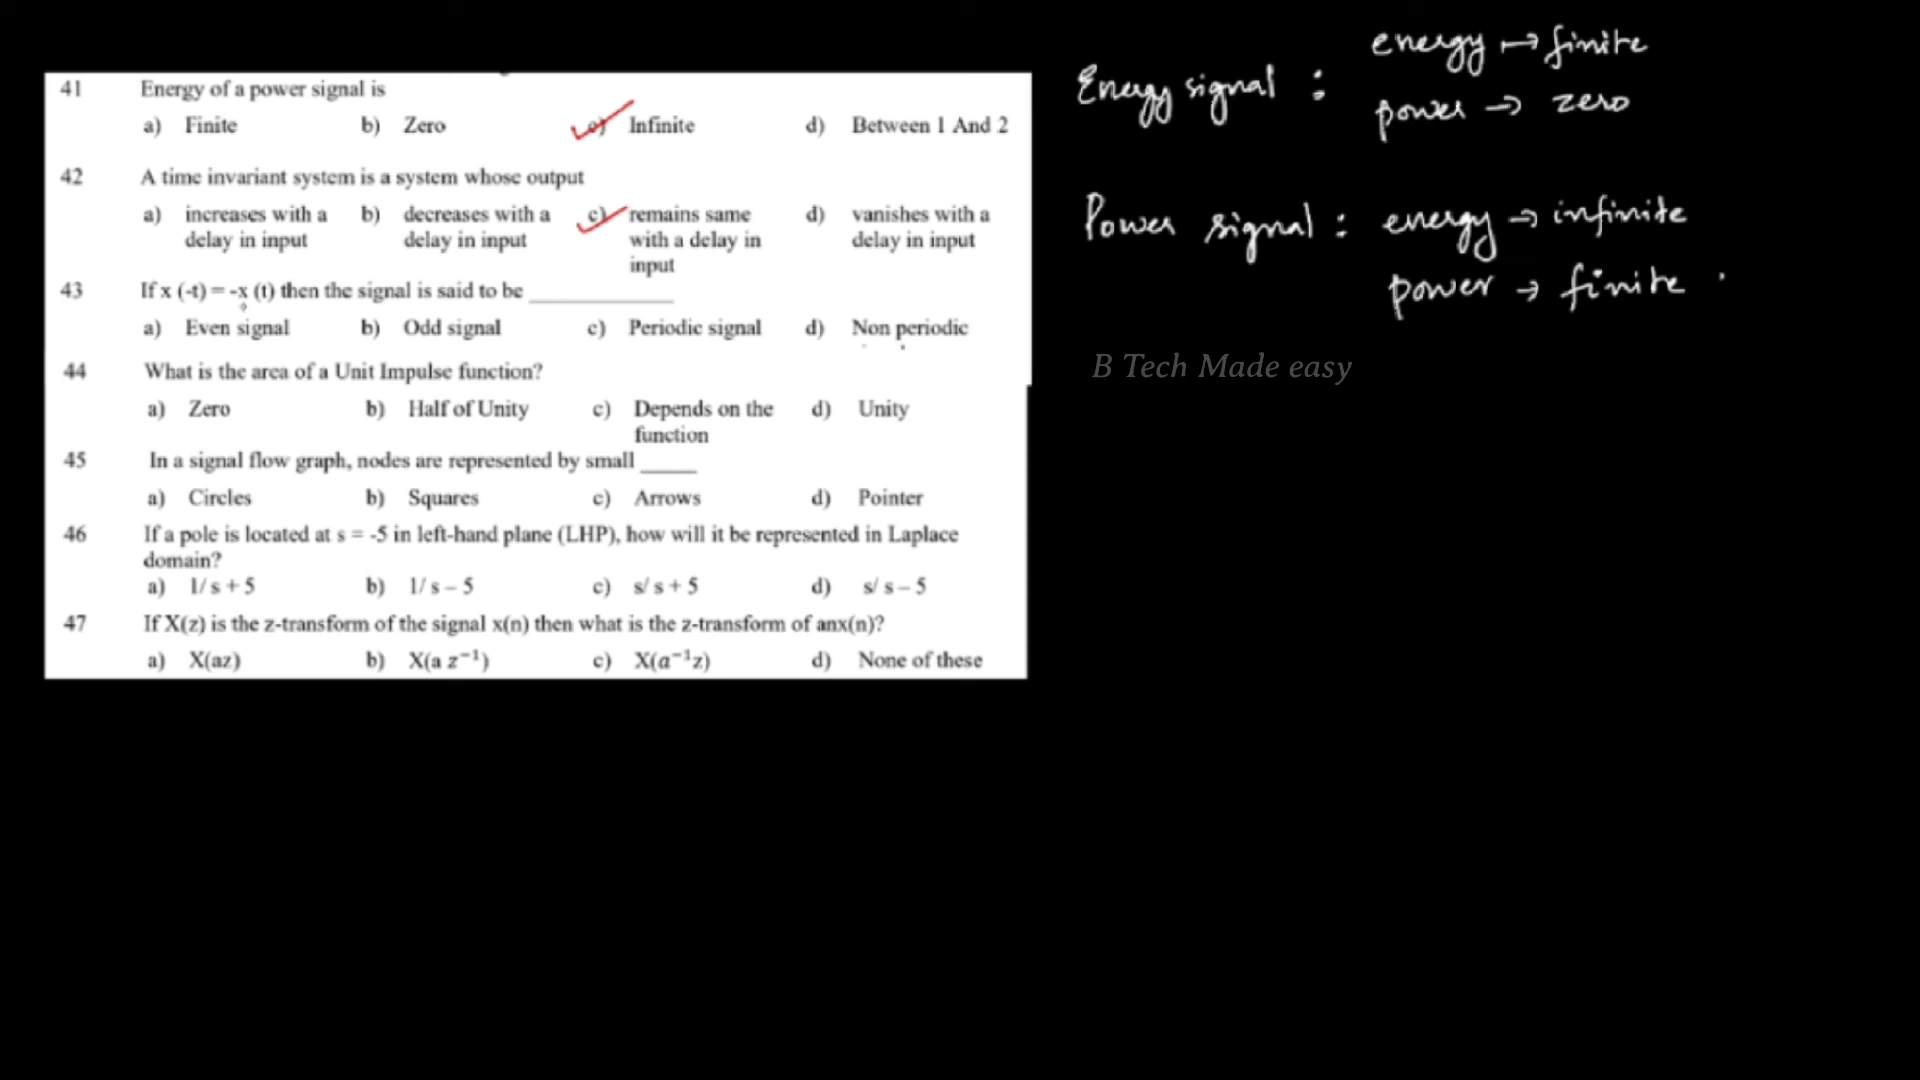 41 Energy of a power signal is
a) Finite b) Zero c) Infinite d) Between 1 And 2
42 A time invariant system is a system whose output
a) increases with a b) decreases with a c) remains same d) vanishes with a
delay in input delay in input with a delay in delay in input
input
43 If x (-t) = -x (t) then the signal is said to be ____________
a) Even signal b) Odd signal c) Periodic signal d) Non periodic
44 What is the area of a Unit Impulse function?
a) Zero b) Half of Unity c) Depends on the d) Unity
function
45 In a signal flow graph, nodes are represented by small _____
a) Circles b) Squares c) Arrows d) Pointer
46 If a pole is located at s = -5 in left-hand plane (LHP), how will it be represented in Laplace
domain?
a) 1/ s + 5 b) 1/ s – 5 c) s/ s + 5 d) s/ s – 5
47 If X(z) is the z-transform of the signal x(n) then what is the z-transform of anx(n)?
a) X(az) b) X(a z⁻¹) c) X(a⁻¹z) d) None of these
energy → finite
Energy signal :
power → zero
Power signal : energy → infinite
power → finite .
B Tech Made easy